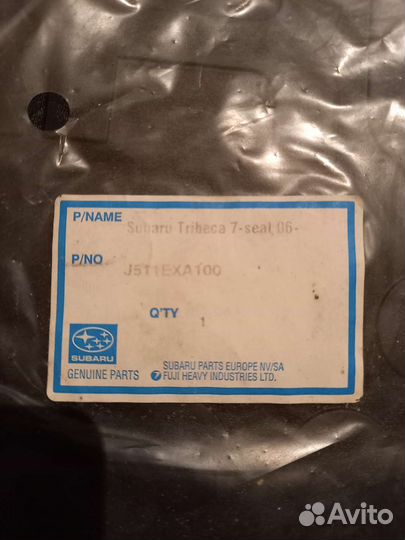 P/NAME
Subaru Tribeca 7-seat 06-
P/NO
J511EXA100
Q'TY
1
SUBARU
GENUINE PARTS
SUBARU PARTS EUROPE NV/SA
FUJI HEAVY INDUSTRIES LTD.
Avito